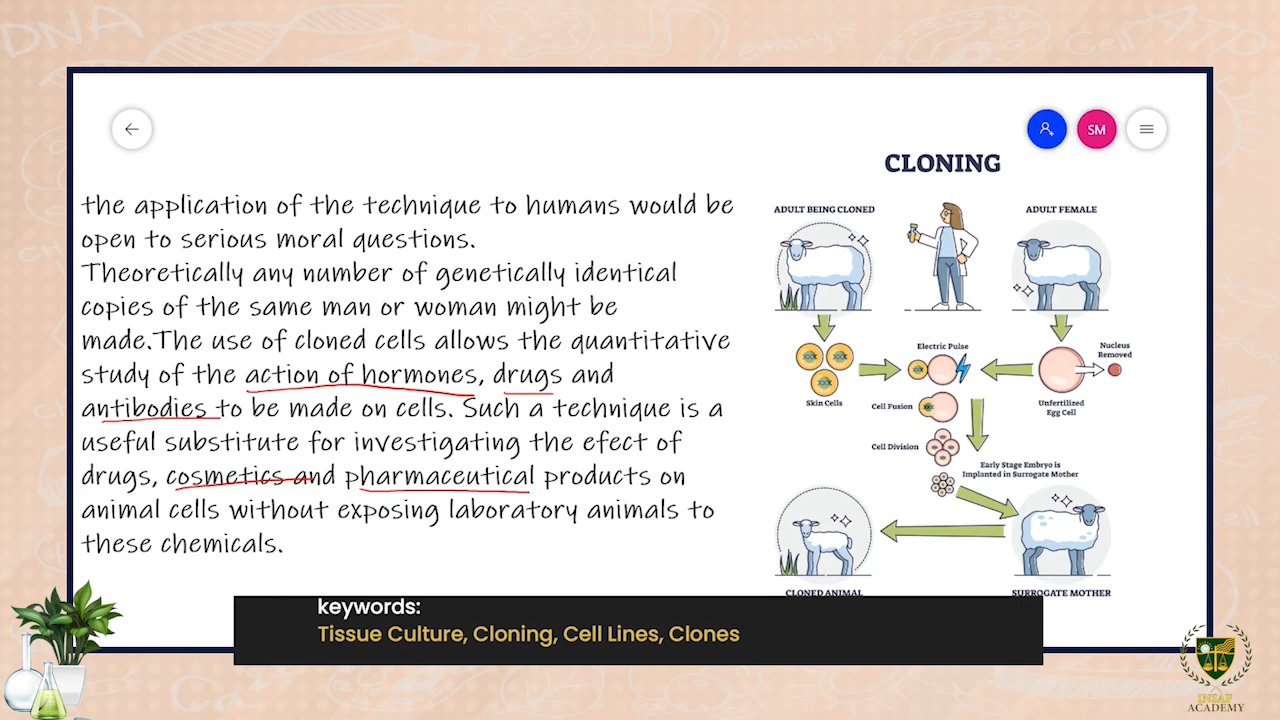 DNA
SM
CLONING
the application of the technique to humans would be
open to serious moral questions.
Theoretically any number of genetically identical
copies of the same man or woman might be
made.The use of cloned cells allows the quantitative
study of the action of hormones, drugs and
antibodies to be made on cells. Such a technique is a
useful substitute for investigating the efect of
drugs, cosmetics and pharmaceutical products on
animal cells without exposing laboratory animals to
these chemicals.
ADULT BEING CLONED
ADULT FEMALE
Electric Pulse
Nucleus
Removed
Skin Cells
Unfertilized
Egg Cell
Cell Fusion
Cell Division
Early Stage Embryo is
Implanted in Surrogate Mother
CLONED ANIMAL
SURROGATE MOTHER
keywords:
Tissue Culture, Cloning, Cell Lines, Clones
INSAF
ACADEMY